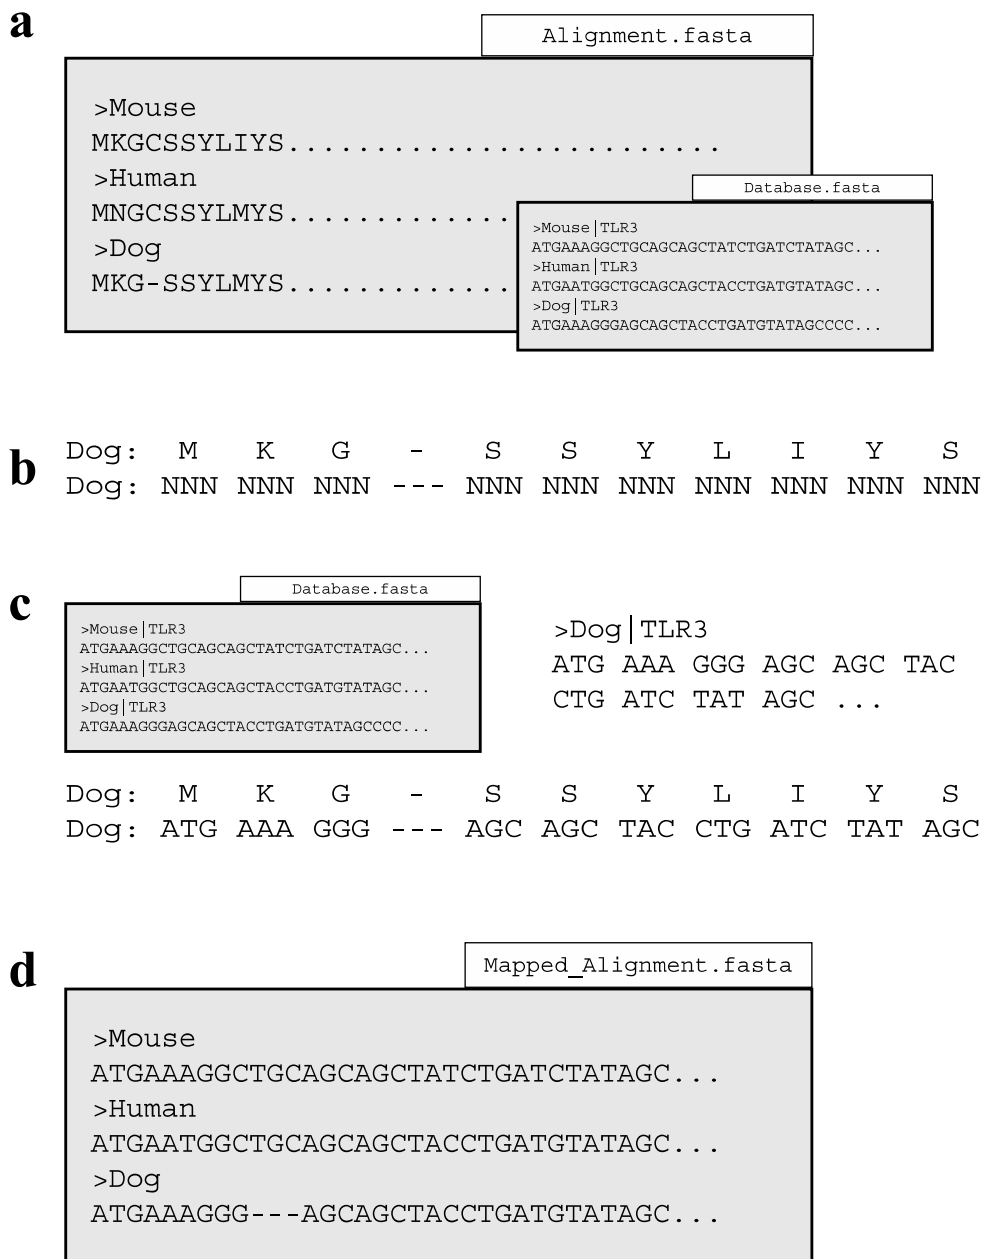 a
Alignment.fasta
>Mouse
MKGCSSYLIYS..............................
>Human
MNGCSSYLMYS...............
>Dog
MKG-SSYLMYS...............
Database.fasta
>Mouse|TLR3
ATGAAAGGCTGCAGCAGCTATCTGATCTATAGC...
>Human|TLR3
ATGAATGGCTGCAGCAGCTACCTGATGTATAGC...
>Dog|TLR3
ATGAAAGGGAGCAGCTACCTGATGTATAGCCCC...
b
Dog: M K G - S S Y L I Y S
Dog: NNN NNN NNN --- NNN NNN NNN NNN NNN NNN NNN
c
Database.fasta
>Mouse|TLR3
ATGAAAGGCTGCAGCAGCTATCTGATCTATAGC...
>Human|TLR3
ATGAATGGCTGCAGCAGCTACCTGATGTATAGC...
>Dog|TLR3
ATGAAAGGGAGCAGCTACCTGATGTATAGCCCC...
>Dog|TLR3
ATG AAA GGG AGC AGC TAC
CTG ATC TAT AGC ...
Dog: M K G - S S Y L I Y S
Dog: ATG AAA GGG --- AGC AGC TAC CTG ATC TAT AGC
d
Mapped_Alignment.fasta
>Mouse
ATGAAAGGCTGCAGCAGCTATCTGATCTATAGC...
>Human
ATGAATGGCTGCAGCAGCTACCTGATGTATAGC...
>Dog
ATGAAAGGG---AGCAGCTACCTGATGTATAGC...